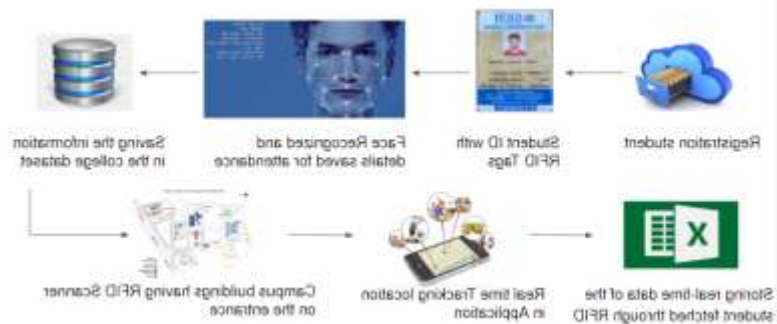 Registration student
Student ID with
RFID Tags
Face Recognized and
details saved for attendance
Saving the information
in the college dataset
Campus buildings having RFID Scanner
on the entrance
Real time Tracking location
in Application
Storing real-time data of the
student fetched through RFID
X